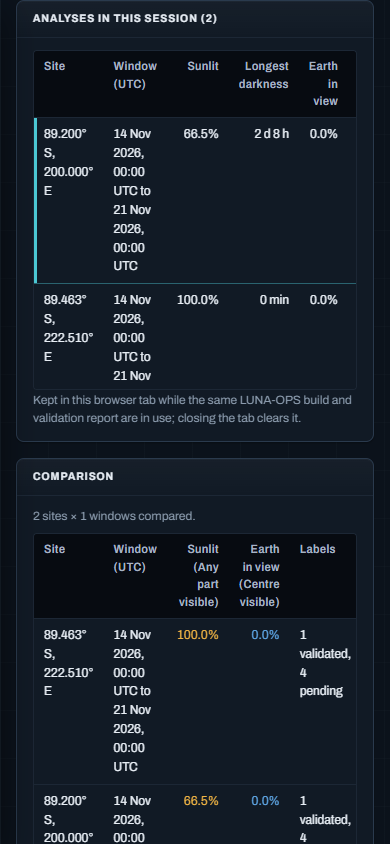 ANALYSES IN THIS SESSION (2)
Site Window Sunlit Longest Earth
(UTC) darkness in
view
89.200° 14 Nov 66.5% 2 d 8 h 0.0%
S, 2026,
200.000° 00:00
E UTC to
21 Nov
2026,
00:00
UTC
89.463° 14 Nov 100.0% 0 min 0.0%
S, 2026,
222.510° 00:00
E UTC to
21 Nov
Kept in this browser tab while the same LUNA-OPS build and
validation report are in use; closing the tab clears it.
COMPARISON
2 sites × 1 windows compared.
Site Window Sunlit Earth Labels
(UTC) (Any in view
part (Centre
visible) visible)
89.463° 14 Nov 100.0% 0.0% 1
S, 2026, validated,
222.510° 00:00 4
E UTC to pending
21 Nov
2026,
00:00
UTC
89.200° 14 Nov 66.5% 0.0% 1
S, 2026, validated,
200.000° 00:00 4